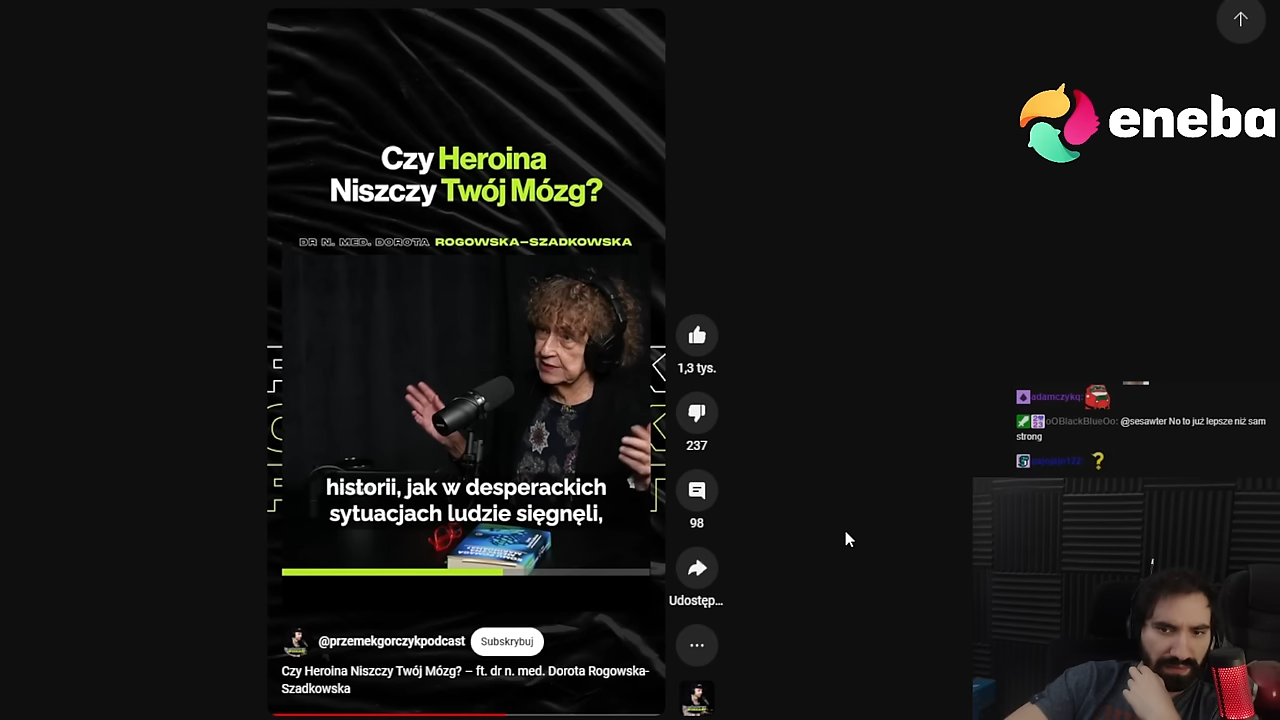 Czy Heroina
Niszczy Twój Mózg?
DR N. MED. DOROTA ROGOWSKA-SZADKOWSKA
historii, jak w desperackich
sytuacjach ludzie sięgnęli,
1,3 tys.
237
98
Udostęp...
@przemekgorczykpodcast Subskrybuj
Czy Heroina Niszczy Twój Mózg? – ft. dr n. med. Dorota Rogowska-
Szadkowska
eneba
adamczykq:
oOBlackBlueOo: @sesawter No to już lepsze niż sam
strong